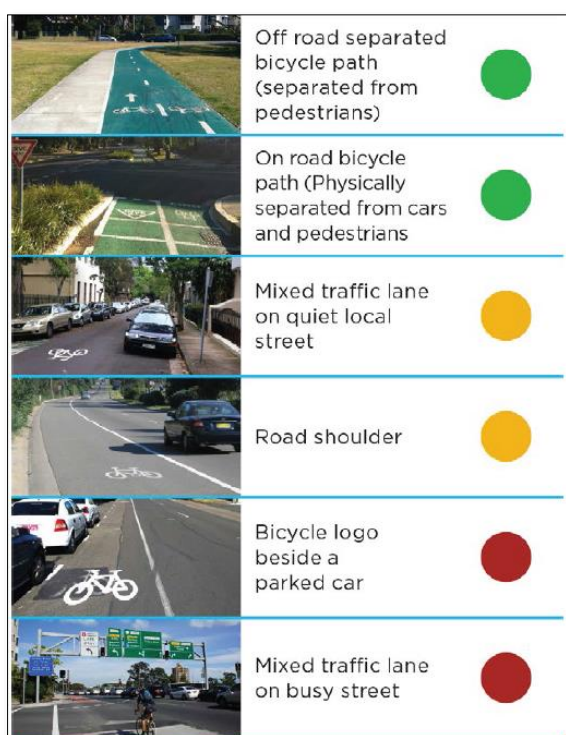 Off road separated
bicycle path
(separated from
pedestrians)
On road bicycle
path (Physically
separated from cars
and pedestrians
Mixed traffic lane
on quiet local
street
Road shoulder
Bicycle logo
beside a
parked car
Mixed traffic lane
on busy street